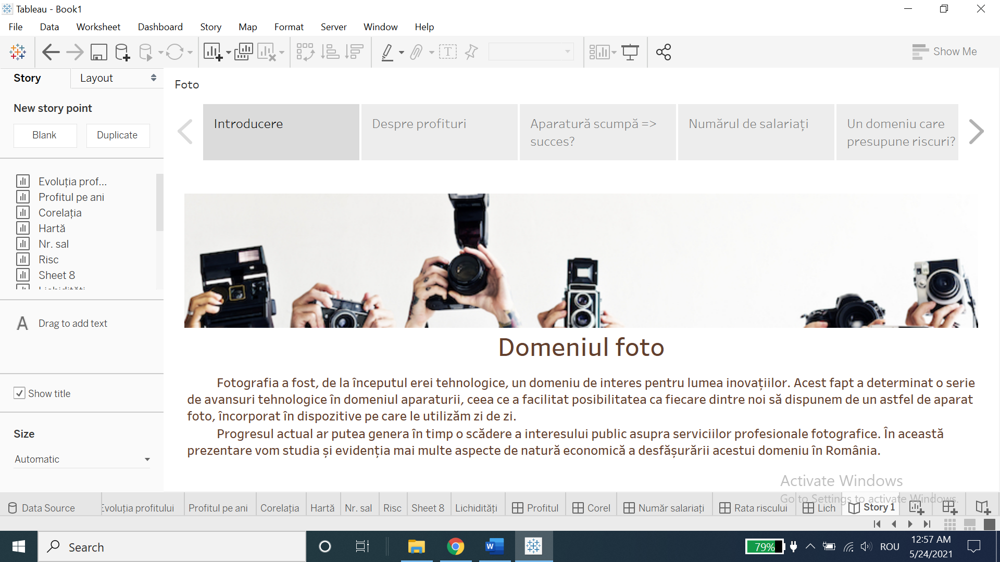 Tableau - Book1
File Data Worksheet Dashboard Story Map Format Server Window Help
Show Me
Story Layout
New story point
Blank Duplicate
Evoluția prof...
Profitul pe ani
Corelația
Hartă
Nr. sal
Risc
Sheet 8
Lichidități
Drag to add text
Show title
Size
Automatic
Foto
Introducere
Despre profituri
Aparatură scumpă =>
succes?
Numărul de salariați
Un domeniu care
presupune riscuri?
Domeniul foto
Fotografia a fost, de la începutul erei tehnologice, un domeniu de interes pentru lumea inovațiilor. Acest fapt a determinat o serie
de avansuri tehnologice în domeniul aparaturii, ceea ce a facilitat posibilitatea ca fiecare dintre noi să dispunem de un astfel de aparat
foto, încorporat în dispozitive pe care le utilizăm zi de zi.
Progresul actual ar putea genera în timp o scădere a interesului public asupra serviciilor profesionale fotografice. În această
prezentare vom studia și evidenția mai multe aspecte de natură economică a desfășurării acestui domeniu în România.
Activate Windows
Go to Settings to activate Windows.
Data Source Evoluția profitului Profitul pe ani Corelația Hartă Nr. sal Risc Sheet 8 Lichidități Profitul Corel Număr salariați Rata riscului Lich Story 1
Search
79%
ROU
12:57 AM
5/24/2021